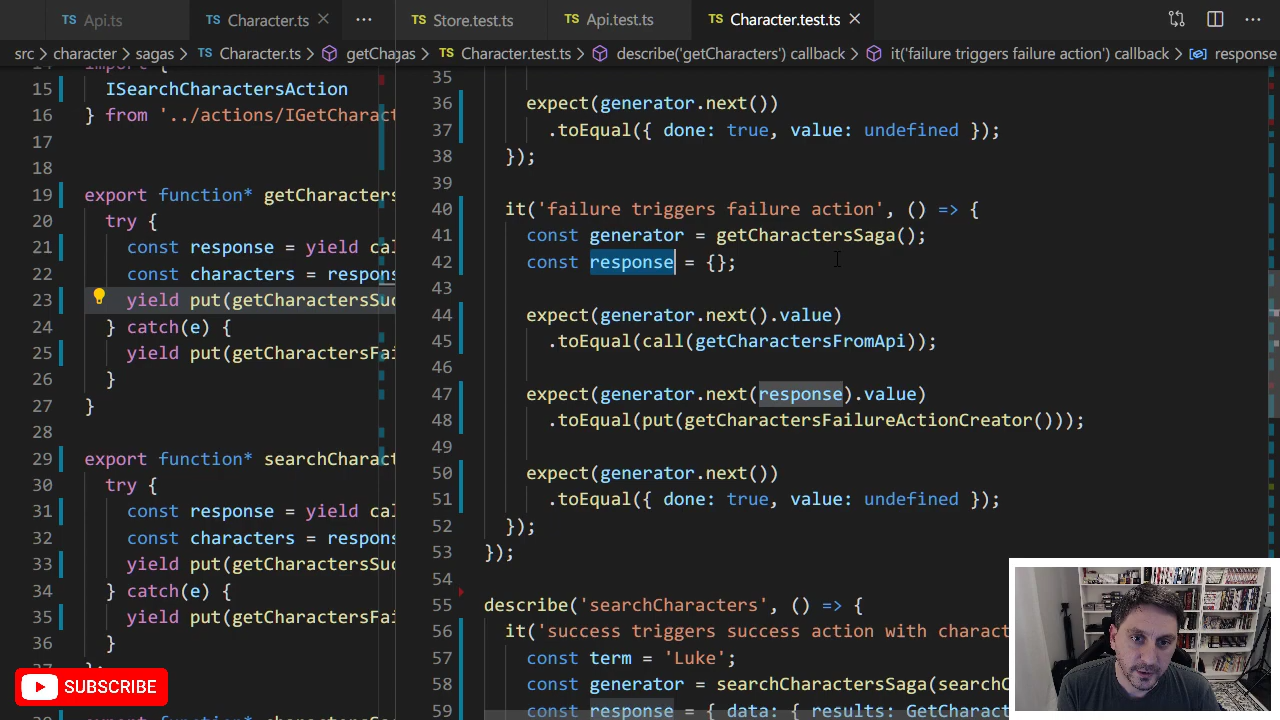 Api.ts
Character.ts
Store.test.ts
Api.test.ts
Character.test.ts
src > character > sagas > TS Character.ts > getCha
gas > TS Character.test.ts > describe('getCharacters') callback > it('failure triggers failure action') callback > response
15 ISearchCharactersAction
16 } from '../actions/IGetCharact
17
18
19 export function* getCharacters
20 try {
21 const response = yield cal
22 const characters = respons
23 yield put(getCharactersSuc
24 } catch(e) {
25 yield put(getCharactersFai
26 }
27 }
28
29 export function* searchCharact
30 try {
31 const response = yield cal
32 const characters = respons
33 yield put(getCharactersSuc
34 } catch(e) {
35 yield put(getCharactersFai
36 }
35
36 expect(generator.next())
37 .toEqual({ done: true, value: undefined });
38 });
39
40 it('failure triggers failure action', () => {
41 const generator = getCharactersSaga();
42 const response = {};
43
44 expect(generator.next().value)
45 .toEqual(call(getCharactersFromApi));
46
47 expect(generator.next(response).value)
48 .toEqual(put(getCharactersFailureActionCreator()));
49
50 expect(generator.next())
51 .toEqual({ done: true, value: undefined });
52 });
53 });
54
55 describe('searchCharacters', () => {
56 it('success triggers success action with charact
57 const term = 'Luke';
58 const generator = searchCharactersSaga(searchC
59 const response = { data: { results: GetCharact
SUBSCRIBE